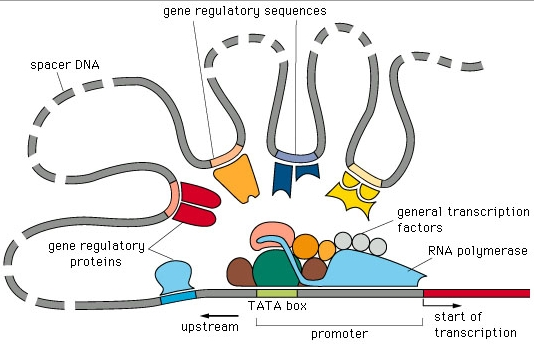 gene regulatory sequences
spacer DNA
general transcription
factors
gene regulatory
proteins
RNA polymerase
TATA box
start of
transcription
upstream
promoter